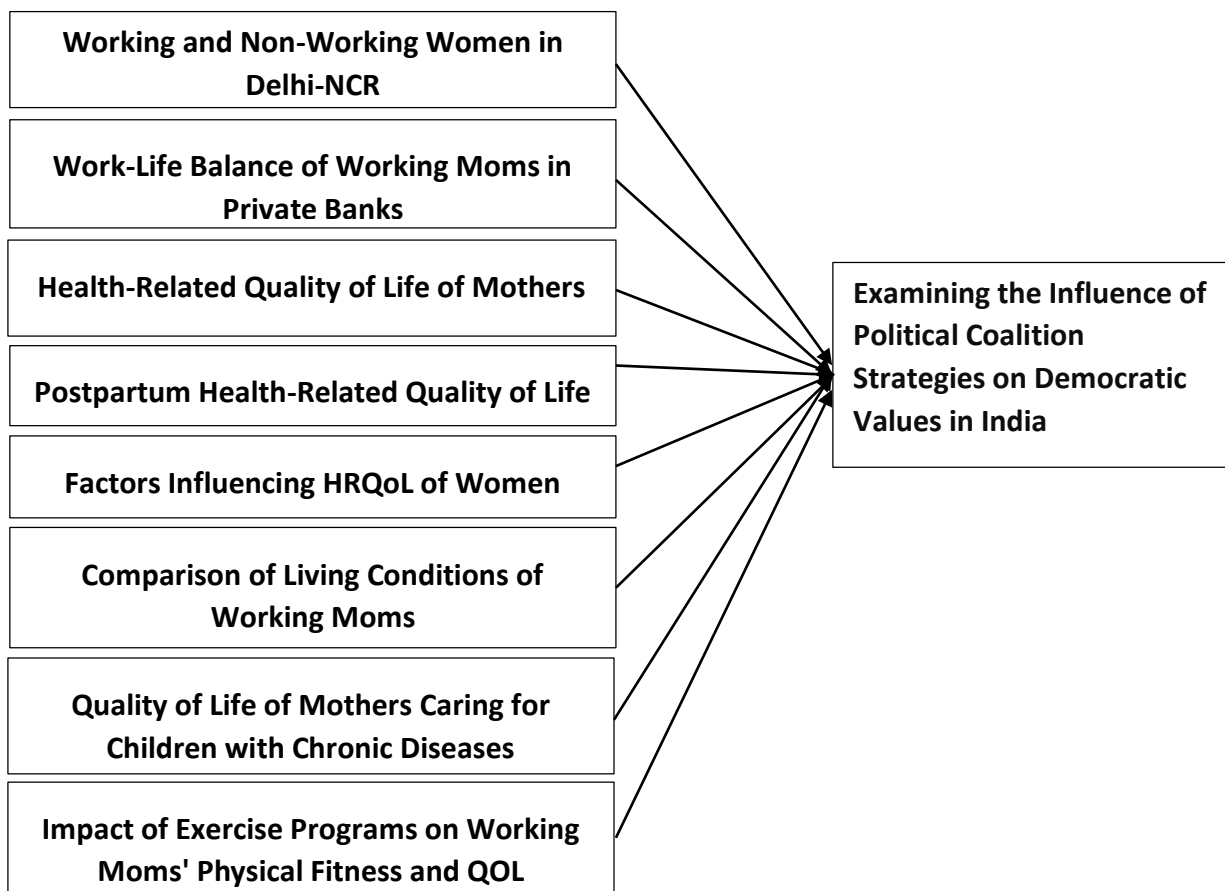 Working and Non-Working Women in
Delhi-NCR
Work-Life Balance of Working Moms in
Private Banks
Health-Related Quality of Life of Mothers
Postpartum Health-Related Quality of Life
Factors Influencing HRQoL of Women
Comparison of Living Conditions of
Working Moms
Quality of Life of Mothers Caring for
Children with Chronic Diseases
Impact of Exercise Programs on Working
Moms' Physical Fitness and QOL
Examining the Influence of
Political Coalition
Strategies on Democratic
Values in India